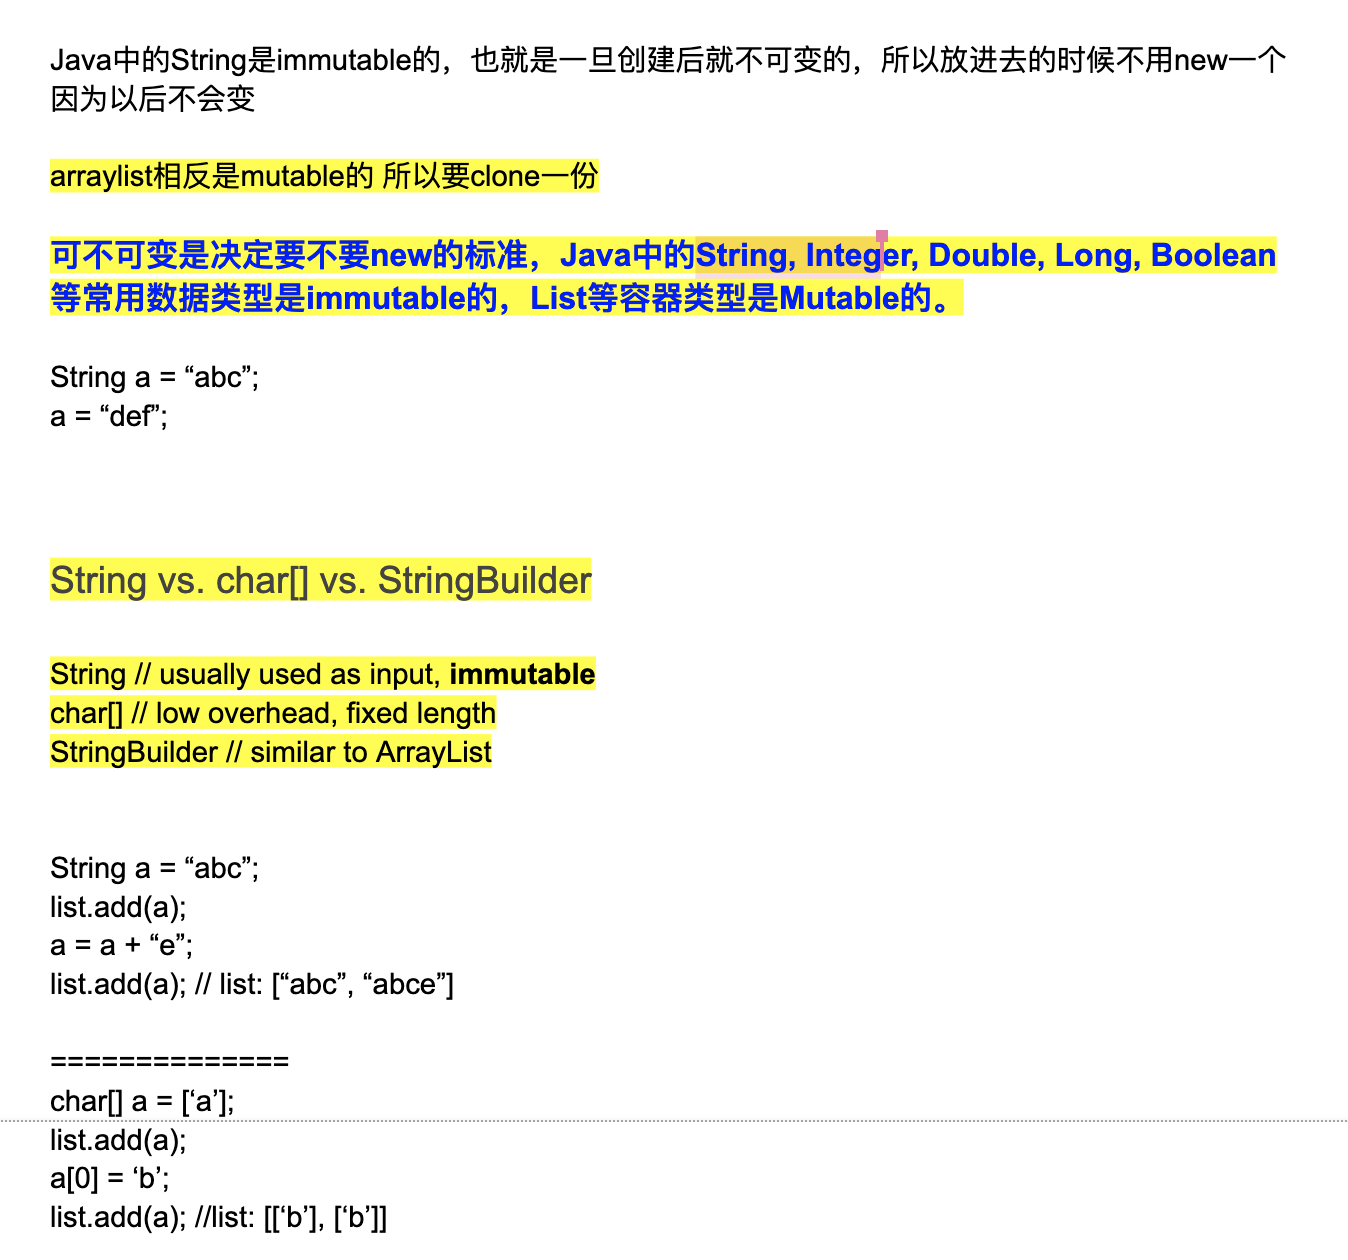 Java中的String是immutable的，也就是一旦创建后就不可变的，所以放进去的时候不用new一个
因为以后不会变
arraylist相反是mutable的 所以要clone一份
可不可变是决定要不要new的标准，Java中的String, Integer, Double, Long, Boolean
等常用数据类型是immutable的，List等容器类型是Mutable的。
String a = “abc”;
a = “def”;
String vs. char[] vs. StringBuilder
String // usually used as input, immutable
char[] // low overhead, fixed length
StringBuilder // similar to ArrayList
String a = “abc”;
list.add(a);
a = a + “e”;
list.add(a); // list: [“abc”, “abce”]
==============
char[] a = [‘a’];
list.add(a);
a[0] = ‘b’;
list.add(a); //list: [[‘b’], [‘b’]]